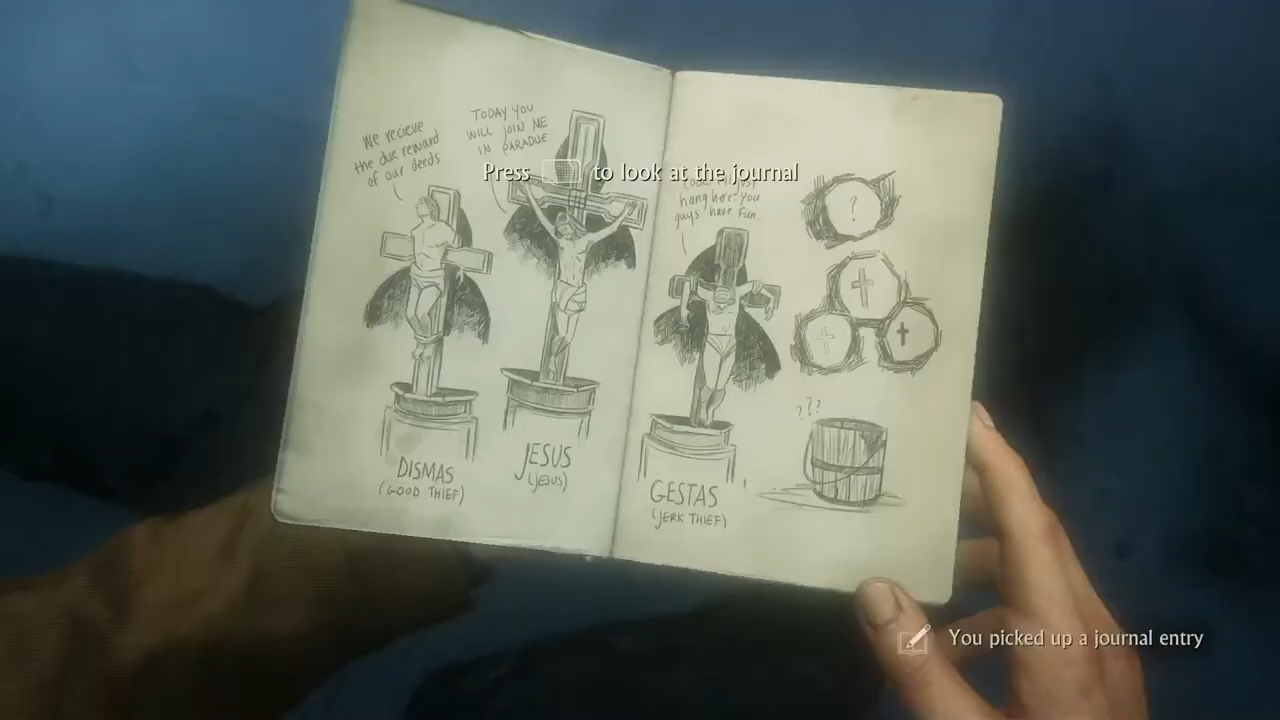 We recieve
the due reward
of our deeds
TODAY YOU
WILL JOIN ME
IN PARADISE
Press to look at the journal
hang here. You
guys have fun.
?
???
DISMAS
(GOOD THIEF)
JESUS
(JESUS)
GESTAS
(JERK THIEF)
You picked up a journal entry